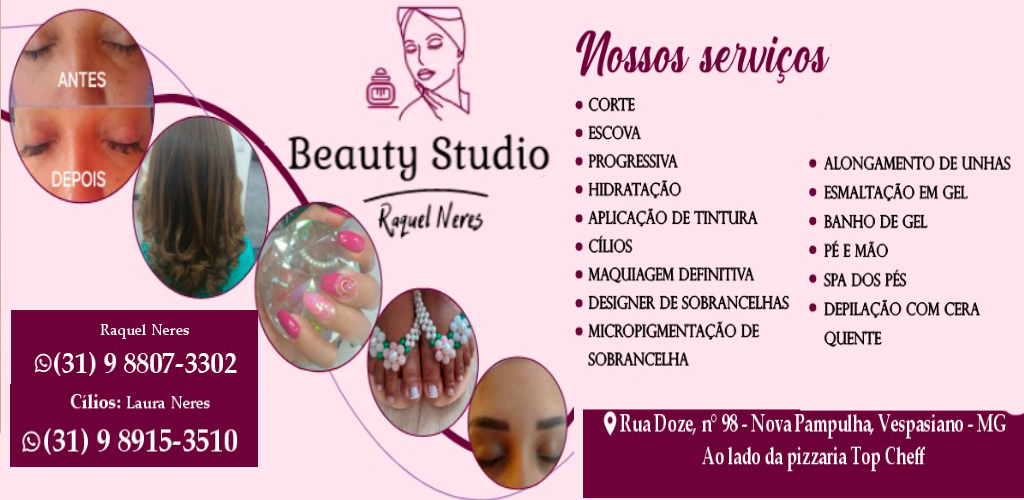 ANTES
DEPOIS
Beauty Studio
Raquel Neres
Raquel Neres
(31) 9 8807-3302
Cílios: Laura Neres
(31) 9 8915-3510
Nossos serviços
• CORTE
• ESCOVA
• PROGRESSIVA
• HIDRATAÇÃO
• APLICAÇÃO DE TINTURA
• CÍLIOS
• MAQUIAGEM DEFINITIVA
• DESIGNER DE SOBRANCELHAS
• MICROPIGMENTAÇÃO DE
SOBRANCELHA
• ALONGAMENTO DE UNHAS
• ESMALTAÇÃO EM GEL
• BANHO DE GEL
• PÉ E MÃO
• SPA DOS PÉS
• DEPILAÇÃO COM CERA
QUENTE
Rua Doze, n° 98 - Nova Pampulha, Vespasiano - MG
Ao lado da pizzaria Top Cheff